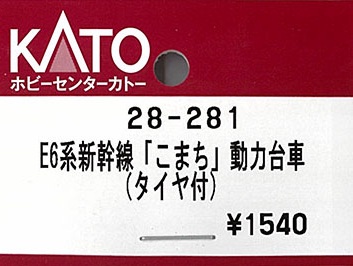 KATO
ホビーセンターカトー
28-281
E6系新幹線「こまち」動力台車
(タイヤ付)
¥1540